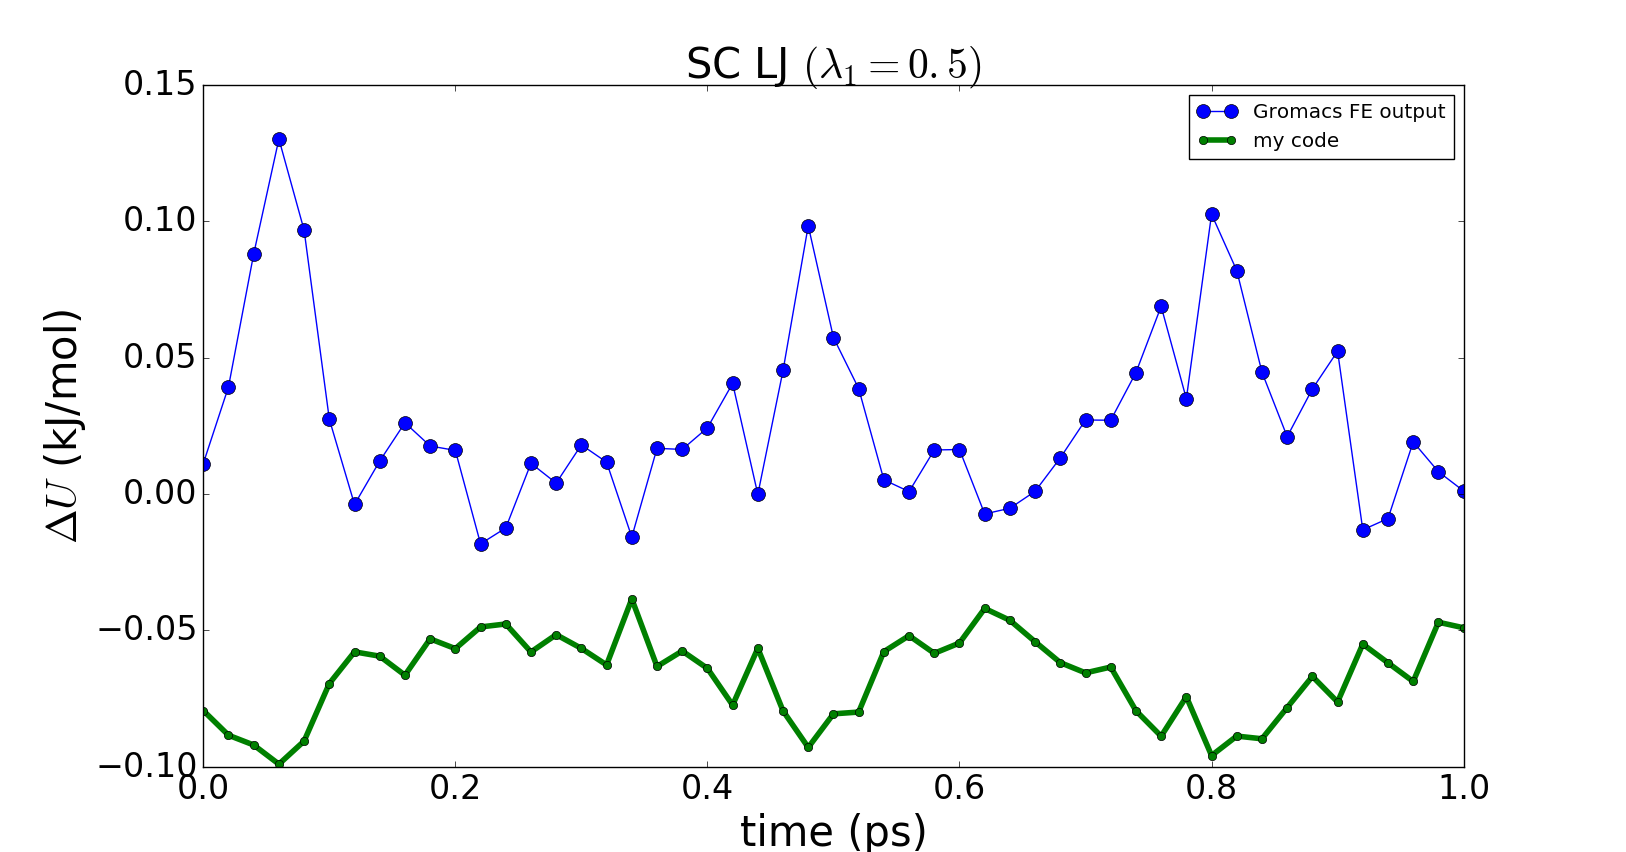 SC LJ (λ₁ = 0.5)
0.15
0.10
0.05
0.00
−0.05
−0.10
ΔU (kJ/mol)
Gromacs FE output
my code
0.0 0.2 0.4 0.6 0.8 1.0
time (ps)